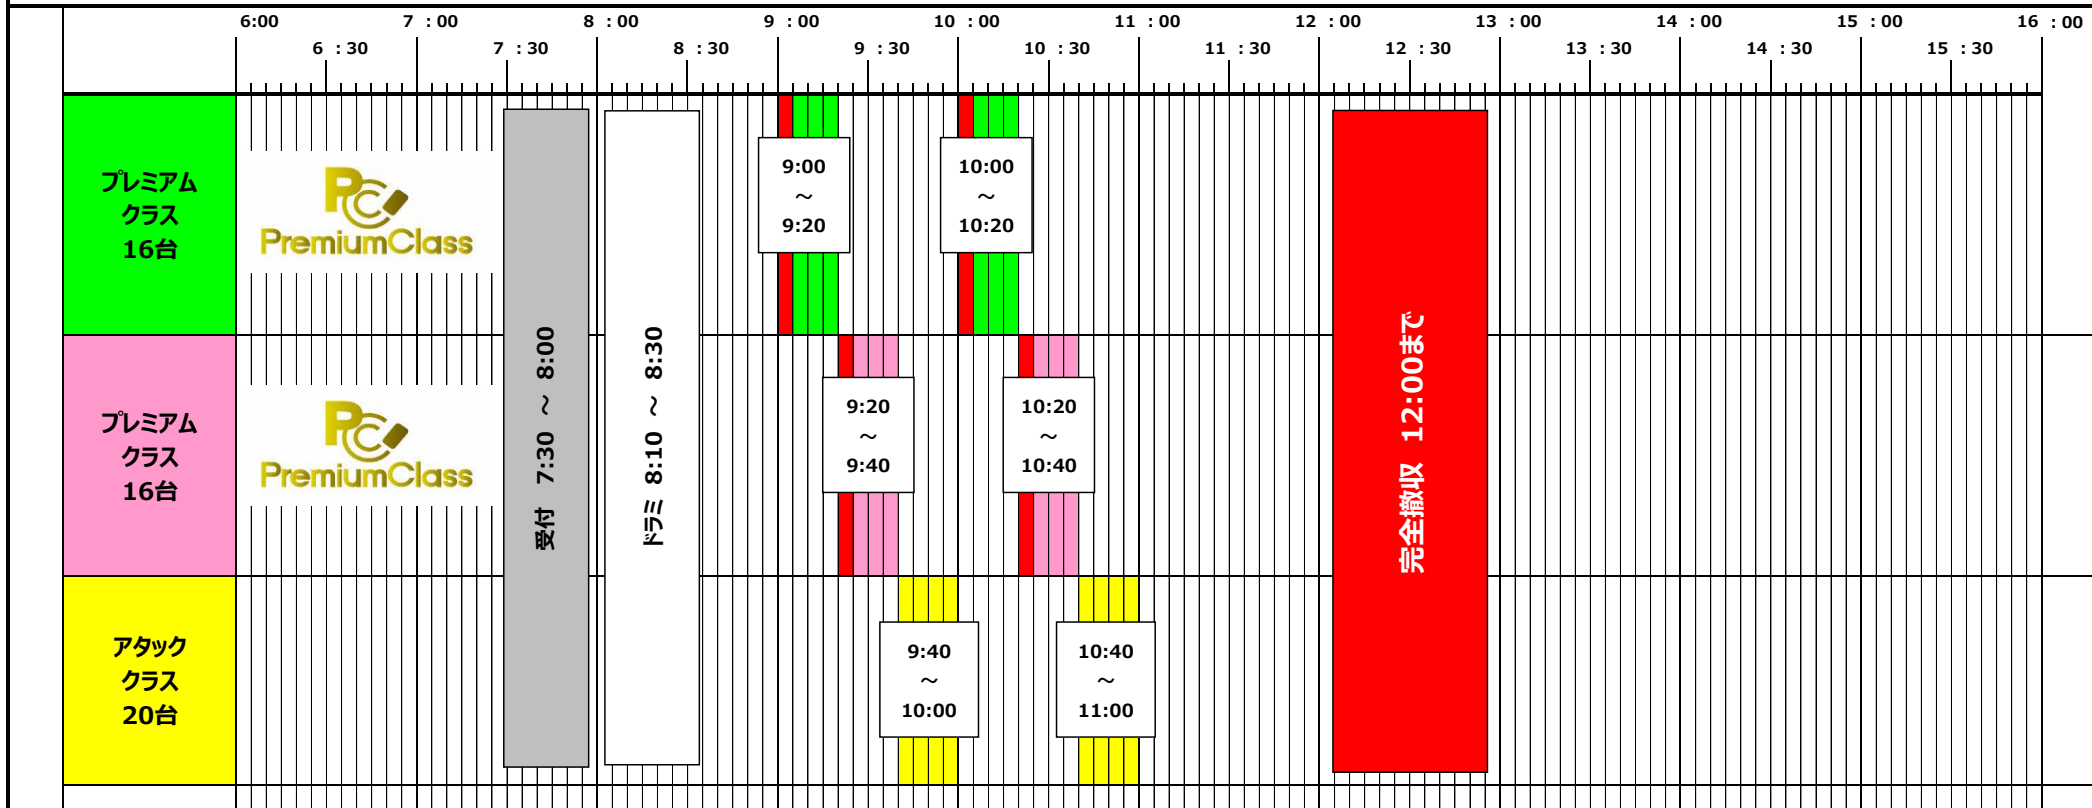 6:00 7 :00 8 :00 9 :00 10 :00 11 :00 12 :00 13 :00 14 :00 15 :00 16 :00
6 :30 7 :30 8 :30 9 :30 10 :30 11 :30 12 :30 13 :30 14 :30 15 :30
プレミアム
クラス
16台
PC
PremiumClass
9:00
～
9:20
10:00
～
10:20
プレミアム
クラス
16台
PC
PremiumClass
受付 7:30 ～ 8:00
ドラミ 8:10 ～ 8:30
9:20
～
9:40
10:20
～
10:40
完全撤収 12:00まで
アタック
クラス
20台
9:40
～
10:00
10:40
～
11:00